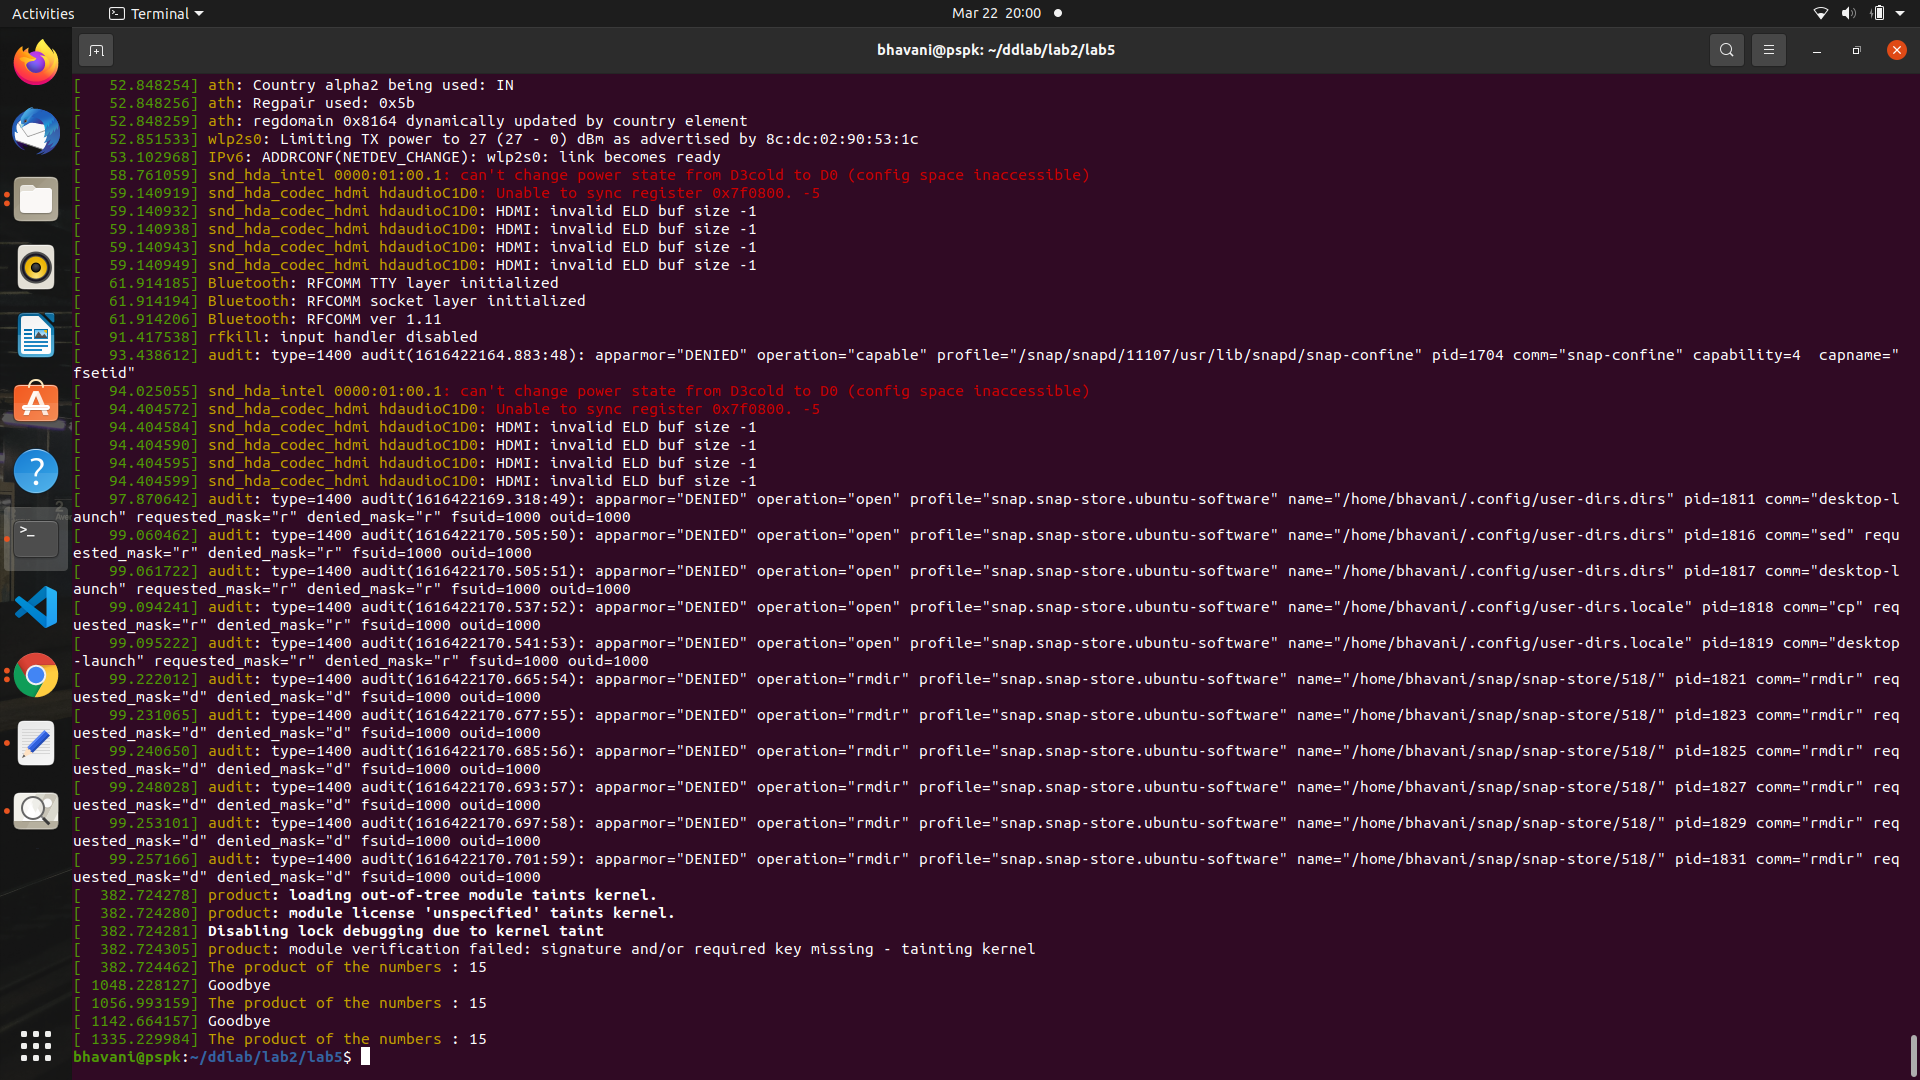 Activities
Terminal
Mar 22 20:00
bhavani@pspk: ~/ddlab/lab2/lab5
[   52.848254] ath: Country alpha2 being used: IN
[   52.848256] ath: Regpair used: 0x5b
[   52.848259] ath: regdomain 0x8164 dynamically updated by country element
[   52.851533] wlp2s0: Limiting TX power to 27 (27 - 0) dBm as advertised by 8c:dc:02:90:53:1c
[   53.102968] IPv6: ADDRCONF(NETDEV_CHANGE): wlp2s0: link becomes ready
[   58.761059] snd_hda_intel 0000:01:00.1: can't change power state from D3cold to D0 (config space inaccessible)
[   59.140919] snd_hda_codec_hdmi hdaudioC1D0: Unable to sync register 0x7f0800. -5
[   59.140932] snd_hda_codec_hdmi hdaudioC1D0: HDMI: invalid ELD buf size -1
[   59.140938] snd_hda_codec_hdmi hdaudioC1D0: HDMI: invalid ELD buf size -1
[   59.140943] snd_hda_codec_hdmi hdaudioC1D0: HDMI: invalid ELD buf size -1
[   59.140949] snd_hda_codec_hdmi hdaudioC1D0: HDMI: invalid ELD buf size -1
[   61.914185] Bluetooth: RFCOMM TTY layer initialized
[   61.914194] Bluetooth: RFCOMM socket layer initialized
[   61.914206] Bluetooth: RFCOMM ver 1.11
[   91.417538] rfkill: input handler disabled
[   93.438612] audit: type=1400 audit(1616422164.883:48): apparmor="DENIED" operation="capable" profile="/snap/snapd/11107/usr/lib/snapd/snap-confine" pid=1704 comm="snap-confine" capability=4  capname="
fsetid"
[   94.025055] snd_hda_intel 0000:01:00.1: can't change power state from D3cold to D0 (config space inaccessible)
[   94.404572] snd_hda_codec_hdmi hdaudioC1D0: Unable to sync register 0x7f0800. -5
[   94.404584] snd_hda_codec_hdmi hdaudioC1D0: HDMI: invalid ELD buf size -1
[   94.404590] snd_hda_codec_hdmi hdaudioC1D0: HDMI: invalid ELD buf size -1
[   94.404595] snd_hda_codec_hdmi hdaudioC1D0: HDMI: invalid ELD buf size -1
[   94.404599] snd_hda_codec_hdmi hdaudioC1D0: HDMI: invalid ELD buf size -1
[   97.870642] audit: type=1400 audit(1616422169.318:49): apparmor="DENIED" operation="open" profile="snap.snap-store.ubuntu-software" name="/home/bhavani/.config/user-dirs.dirs" pid=1811 comm="desktop-l
aunch" requested_mask="r" denied_mask="r" fsuid=1000 ouid=1000
[   99.060462] audit: type=1400 audit(1616422170.505:50): apparmor="DENIED" operation="open" profile="snap.snap-store.ubuntu-software" name="/home/bhavani/.config/user-dirs.dirs" pid=1816 comm="sed" requ
ested_mask="r" denied_mask="r" fsuid=1000 ouid=1000
[   99.061722] audit: type=1400 audit(1616422170.505:51): apparmor="DENIED" operation="open" profile="snap.snap-store.ubuntu-software" name="/home/bhavani/.config/user-dirs.dirs" pid=1817 comm="desktop-l
aunch" requested_mask="r" denied_mask="r" fsuid=1000 ouid=1000
[   99.094241] audit: type=1400 audit(1616422170.537:52): apparmor="DENIED" operation="open" profile="snap.snap-store.ubuntu-software" name="/home/bhavani/.config/user-dirs.locale" pid=1818 comm="cp" req
uested_mask="r" denied_mask="r" fsuid=1000 ouid=1000
[   99.095222] audit: type=1400 audit(1616422170.541:53): apparmor="DENIED" operation="open" profile="snap.snap-store.ubuntu-software" name="/home/bhavani/.config/user-dirs.locale" pid=1819 comm="desktop
-launch" requested_mask="r" denied_mask="r" fsuid=1000 ouid=1000
[   99.222012] audit: type=1400 audit(1616422170.665:54): apparmor="DENIED" operation="rmdir" profile="snap.snap-store.ubuntu-software" name="/home/bhavani/snap/snap-store/518/" pid=1821 comm="rmdir" req
uested_mask="d" denied_mask="d" fsuid=1000 ouid=1000
[   99.231065] audit: type=1400 audit(1616422170.677:55): apparmor="DENIED" operation="rmdir" profile="snap.snap-store.ubuntu-software" name="/home/bhavani/snap/snap-store/518/" pid=1823 comm="rmdir" req
uested_mask="d" denied_mask="d" fsuid=1000 ouid=1000
[   99.240650] audit: type=1400 audit(1616422170.685:56): apparmor="DENIED" operation="rmdir" profile="snap.snap-store.ubuntu-software" name="/home/bhavani/snap/snap-store/518/" pid=1825 comm="rmdir" req
uested_mask="d" denied_mask="d" fsuid=1000 ouid=1000
[   99.248028] audit: type=1400 audit(1616422170.693:57): apparmor="DENIED" operation="rmdir" profile="snap.snap-store.ubuntu-software" name="/home/bhavani/snap/snap-store/518/" pid=1827 comm="rmdir" req
uested_mask="d" denied_mask="d" fsuid=1000 ouid=1000
[   99.253101] audit: type=1400 audit(1616422170.697:58): apparmor="DENIED" operation="rmdir" profile="snap.snap-store.ubuntu-software" name="/home/bhavani/snap/snap-store/518/" pid=1829 comm="rmdir" req
uested_mask="d" denied_mask="d" fsuid=1000 ouid=1000
[   99.257166] audit: type=1400 audit(1616422170.701:59): apparmor="DENIED" operation="rmdir" profile="snap.snap-store.ubuntu-software" name="/home/bhavani/snap/snap-store/518/" pid=1831 comm="rmdir" req
uested_mask="d" denied_mask="d" fsuid=1000 ouid=1000
[  382.724278] product: loading out-of-tree module taints kernel.
[  382.724280] product: module license 'unspecified' taints kernel.
[  382.724281] Disabling lock debugging due to kernel taint
[  382.724305] product: module verification failed: signature and/or required key missing - tainting kernel
[  382.724462] The product of the numbers : 15
[ 1048.228127] Goodbye
[ 1056.993159] The product of the numbers : 15
[ 1142.664157] Goodbye
[ 1335.229984] The product of the numbers : 15
bhavani@pspk:~/ddlab/lab2/lab5$